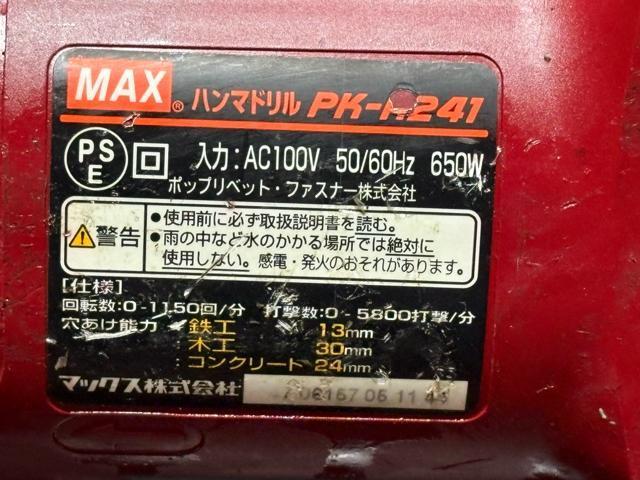 MAX® ハンマドリル PK-R241
PSE 入力:AC100V 50/60Hz 650W
ポップリベット・ファスナー株式会社
警告
●使用前に必ず取扱説明書を読む。
●雨の中など水のかかる場所では絶対に
使用しない。感電・発火のおそれがあります。
[仕様]
回転数:0-1150回/分 打撃数:0-5800打撃/分
穴あけ能力 鉄工 13mm
木工 30mm
コンクリート 24mm
マックス株式会社